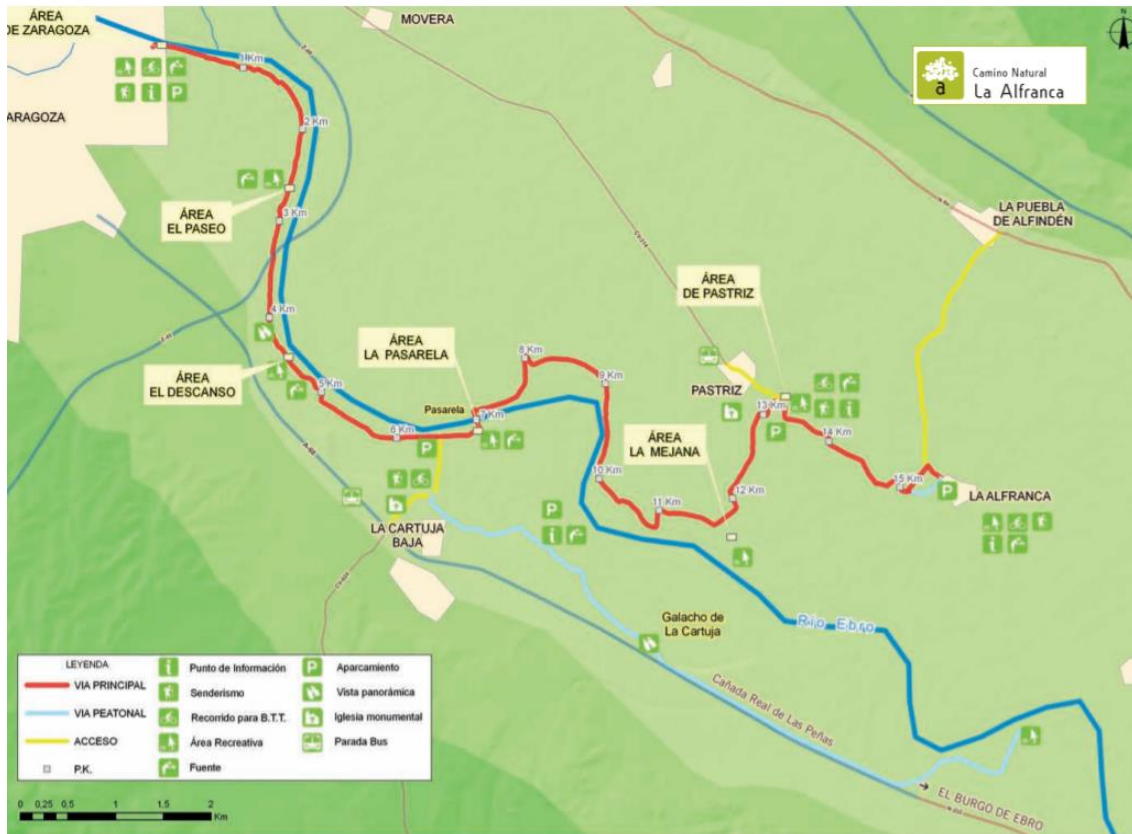 ÁREA
DE ZARAGOZA
MOVERA
N
Camino Natural
La Alfranca
a
1Km
ARAGOZA
2 Km
ÁREA
EL PASEO
3 Km
LA PUEBLA
DE ALFINDÉN
4 Km
ÁREA
DE PASTRIZ
ÁREA
LA PASARELA
8 Km
ÁREA
EL DESCANSO
5 Km
9 Km
PASTRIZ
Pasarela
7 Km
13 Km
6 Km
P
P
14 Km
ÁREA
LA MEJANA
10 Km
12 Km
15 Km
P
LA ALFRANCA
11 Km
P
i
LA CARTUJA
BAJA
A-68
Galacho de
La Cartuja
Río Ebro
Cañada Real de Las Peñas
EL BURGO DE EBRO
LEYENDA
VIA PRINCIPAL
VIA PEATONAL
ACCESO
P.K.
Punto de Información
Senderismo
Recorrido para B.T.T.
Área Recreativa
Fuente
P Aparcamiento
Vista panorámica
Iglesia monumental
Parada Bus
0 0,25 0,5 1 1,5 2
Km